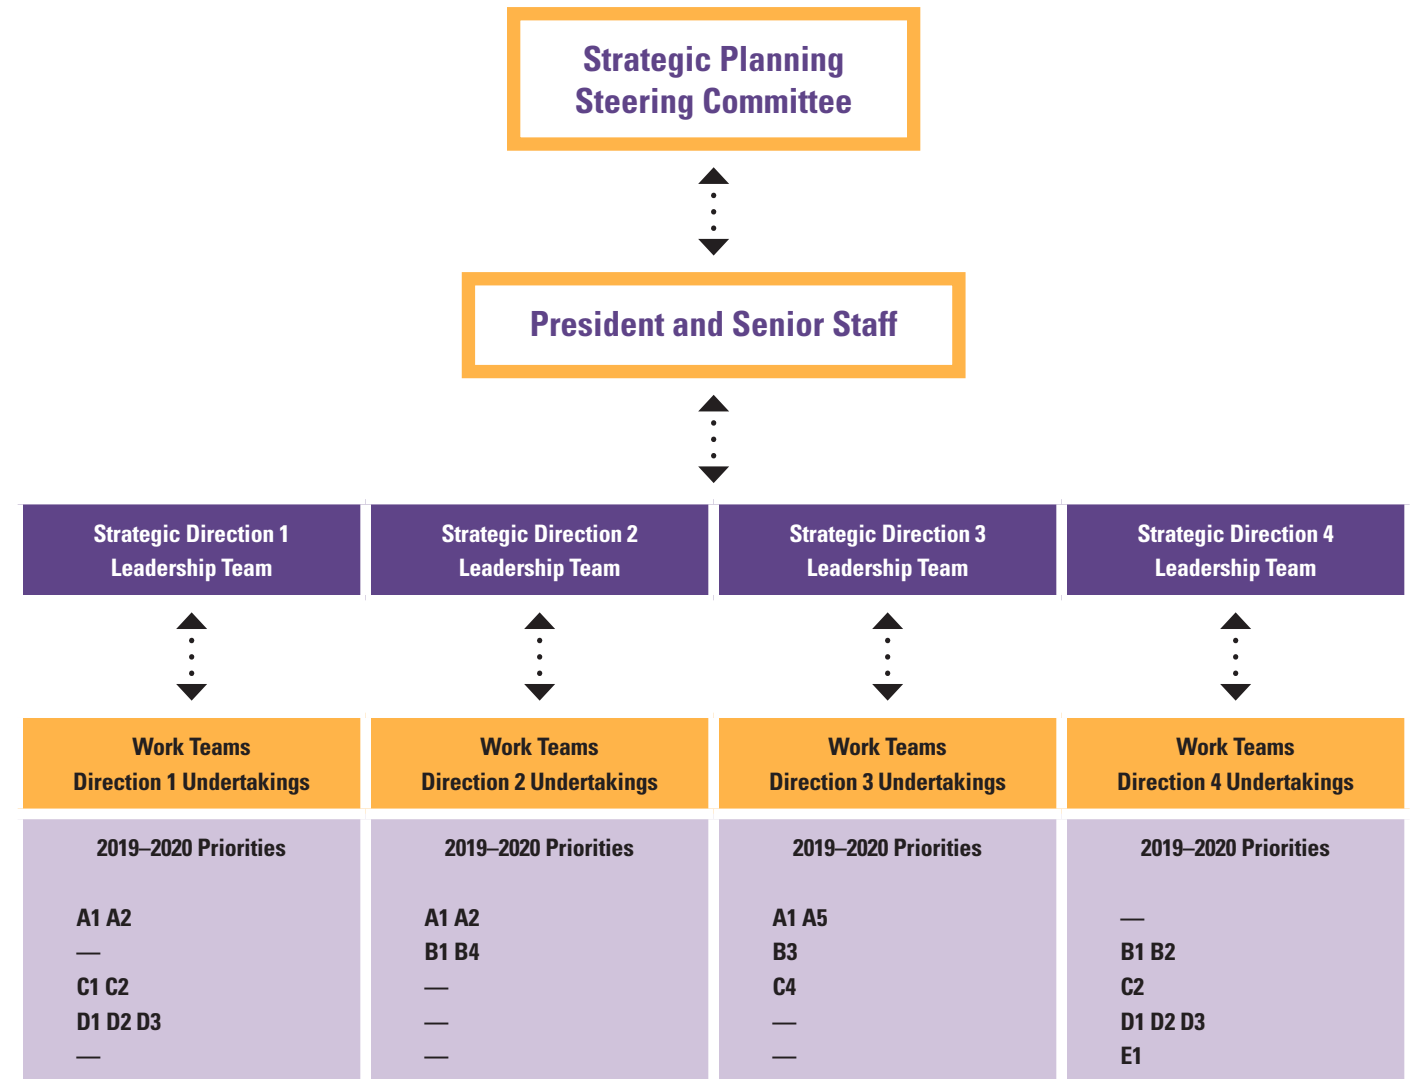 Strategic Planning
Steering Committee
President and Senior Staff
Strategic Direction 1
Leadership Team
Strategic Direction 2
Leadership Team
Strategic Direction 3
Leadership Team
Strategic Direction 4
Leadership Team
Work Teams
Direction 1 Undertakings
Work Teams
Direction 2 Undertakings
Work Teams
Direction 3 Undertakings
Work Teams
Direction 4 Undertakings
2019–2020 Priorities
A1 A2
—
C1 C2
D1 D2 D3
—
2019–2020 Priorities
A1 A2
B1 B4
—
—
—
2019–2020 Priorities
A1 A5
B3
C4
—
—
2019–2020 Priorities
—
B1 B2
C2
D1 D2 D3
E1